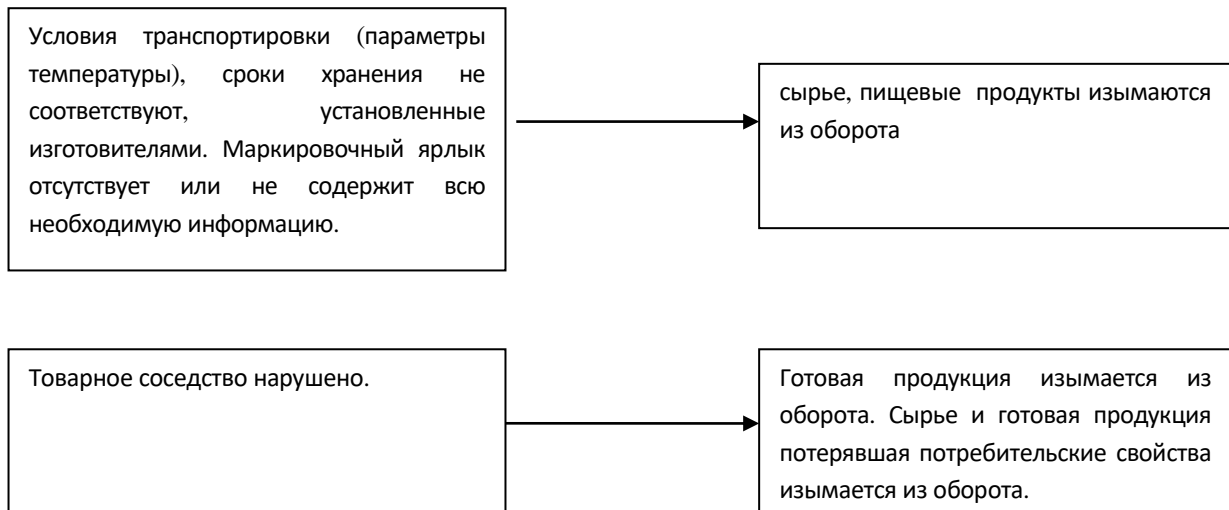 Условия транспортировки (параметры
температуры), сроки хранения не
соответствуют, установленные
изготовителями. Маркировочный ярлык
отсутствует или не содержит всю
необходимую информацию.
сырье, пищевые продукты изымаются
из оборота
Товарное соседство нарушено.
Готовая продукция изымается из
оборота. Сырье и готовая продукция
потерявшая потребительские свойства
изымается из оборота.